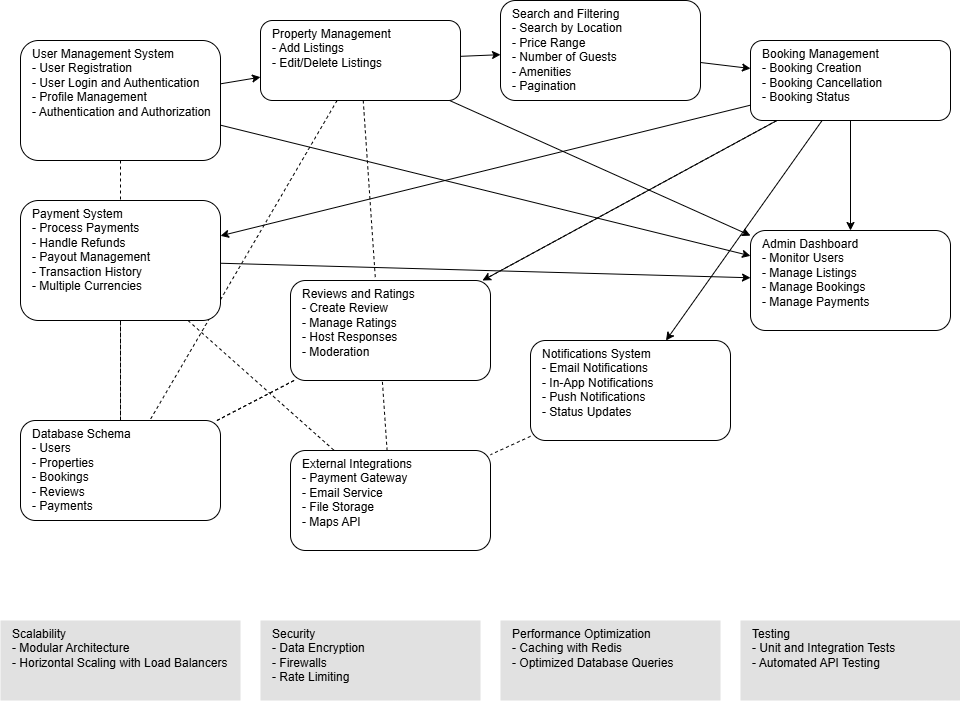 User Management System
- User Registration
- User Login and Authentication
- Profile Management
- Authentication and Authorization
Property Management
- Add Listings
- Edit/Delete Listings
Search and Filtering
- Search by Location
- Price Range
- Number of Guests
- Amenities
- Pagination
Booking Management
- Booking Creation
- Booking Cancellation
- Booking Status
Payment System
- Process Payments
- Handle Refunds
- Payout Management
- Transaction History
- Multiple Currencies
Reviews and Ratings
- Create Review
- Manage Ratings
- Host Responses
- Moderation
Admin Dashboard
- Monitor Users
- Manage Listings
- Manage Bookings
- Manage Payments
Notifications System
- Email Notifications
- In-App Notifications
- Push Notifications
- Status Updates
Database Schema
- Users
- Properties
- Bookings
- Reviews
- Payments
External Integrations
- Payment Gateway
- Email Service
- File Storage
- Maps API
Scalability
- Modular Architecture
- Horizontal Scaling with Load Balancers
Security
- Data Encryption
- Firewalls
- Rate Limiting
Performance Optimization
- Caching with Redis
- Optimized Database Queries
Testing
- Unit and Integration Tests
- Automated API Testing